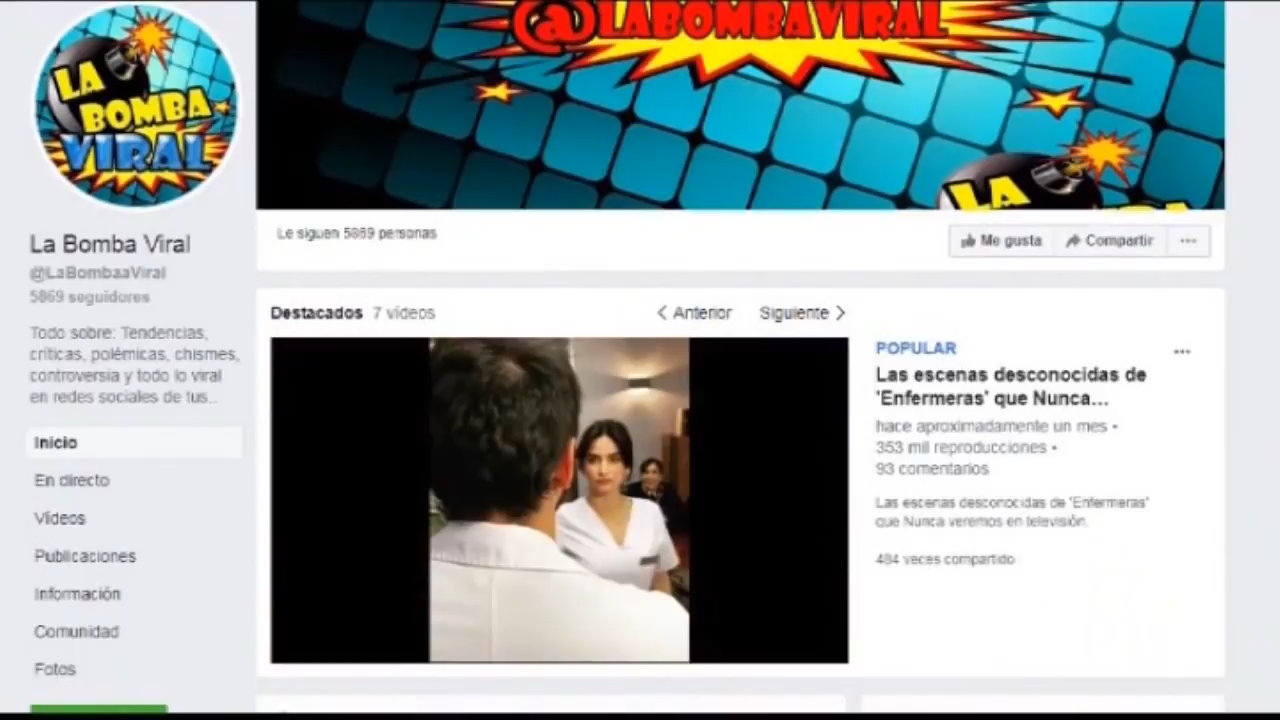 @LABOMBAVIRAL
LA
BOMBA
VIRAL
LA
La Bomba Viral
@LaBombaaViral
5869 seguidores
Todo sobre: Tendencias,
críticas, polémicas, chismes,
controversia y todo lo viral
en redes sociales de tus...
Inicio
En directo
Vídeos
Publicaciones
Información
Comunidad
Fotos
Le siguen 5869 personas
Me gusta
Compartir
Destacados 7 vídeos
Anterior
Siguiente
POPULAR
Las escenas desconocidas de
'Enfermeras' que Nunca...
hace aproximadamente un mes •
353 mil reproducciones •
93 comentarios
Las escenas desconocidas de 'Enfermeras'
que Nunca veremos en televisión.
484 veces compartido